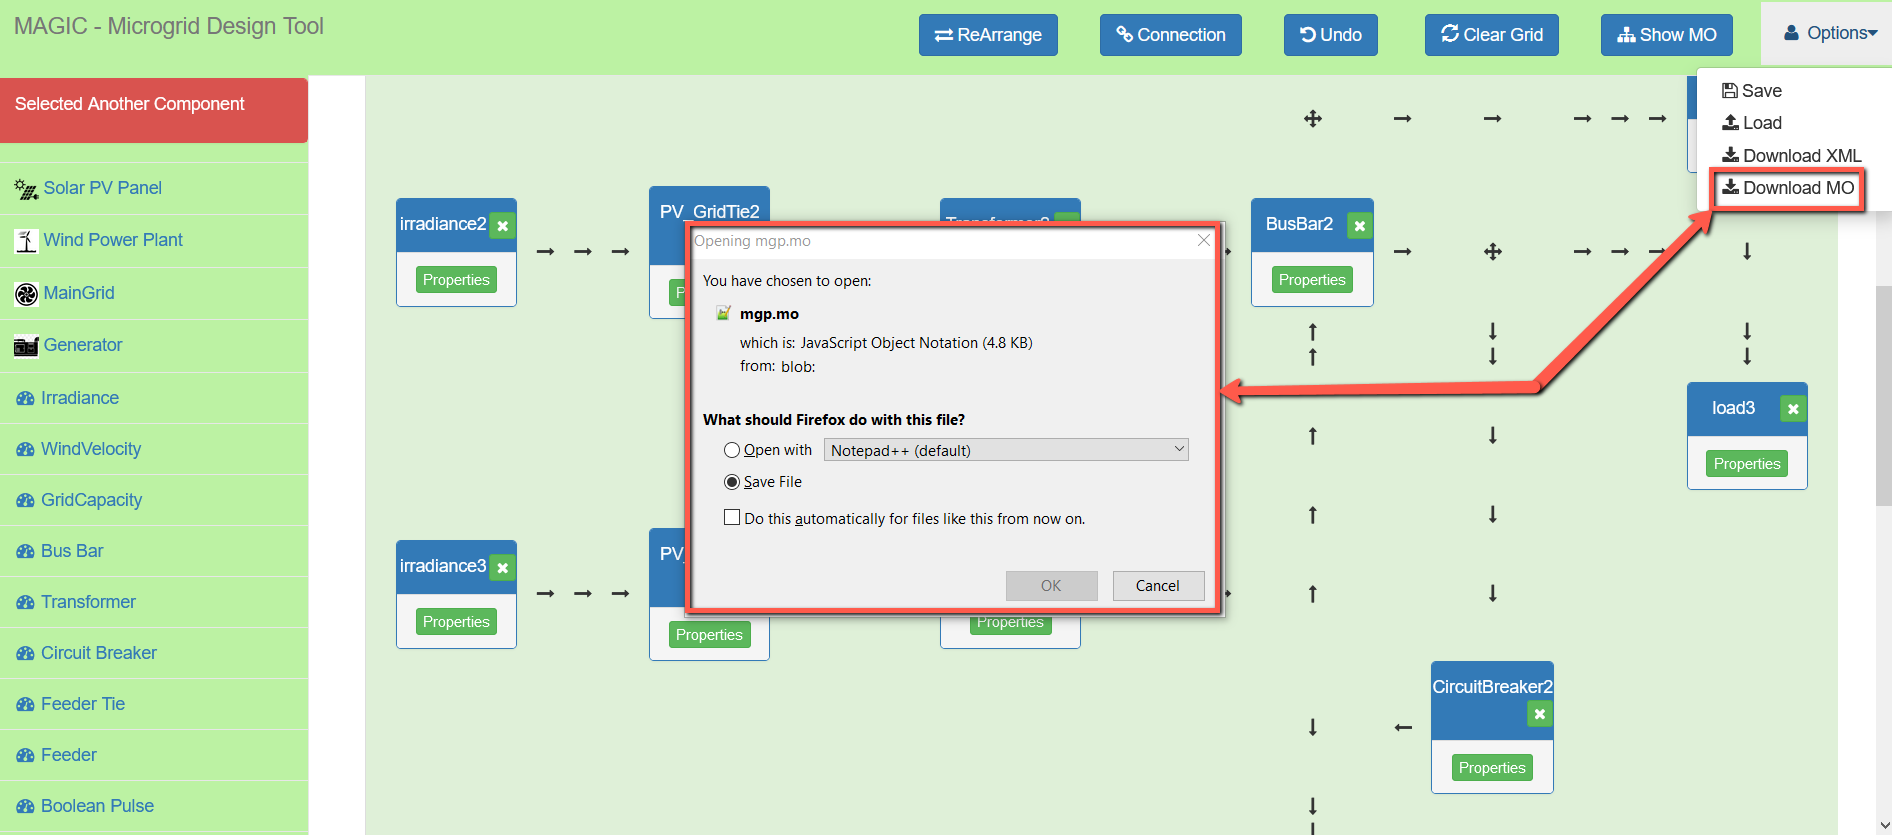 MAGIC - Microgrid Design Tool
ReArrange
Connection
Undo
Clear Grid
Show MO
Options
Save
Load
Download XML
Download MO
Selected Another Component
Solar PV Panel
Wind Power Plant
MainGrid
Generator
Irradiance
WindVelocity
GridCapacity
Bus Bar
Transformer
Circuit Breaker
Feeder Tie
Feeder
Boolean Pulse
irradiance2
Properties
PV_GridTie2
BusBar2
Properties
Opening mgp.mo
You have chosen to open:
mgp.mo
which is: JavaScript Object Notation (4.8 KB)
from: blob:
What should Firefox do with this file?
Open with
Notepad++ (default)
Save File
Do this automatically for files like this from now on.
OK
Cancel
load3
Properties
irradiance3
Properties
PV_
Properties
Properties
CircuitBreaker2
Properties